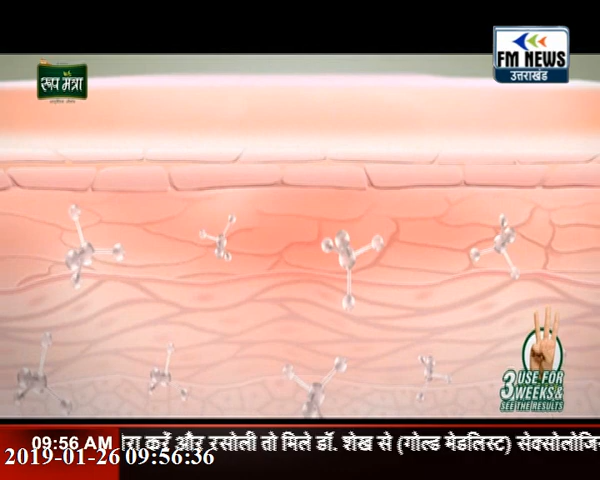 रूप मंत्रा
FM NEWS
उत्तराखंड
3 USE FOR
WEEKS &
SEE THE RESULTS
09:56 AM
रा करें और रसोली तो मिले डॉ. शेख से (गोल्ड मेडलिस्ट) सेक्सोलोजि
2019-01-26 09:56:36